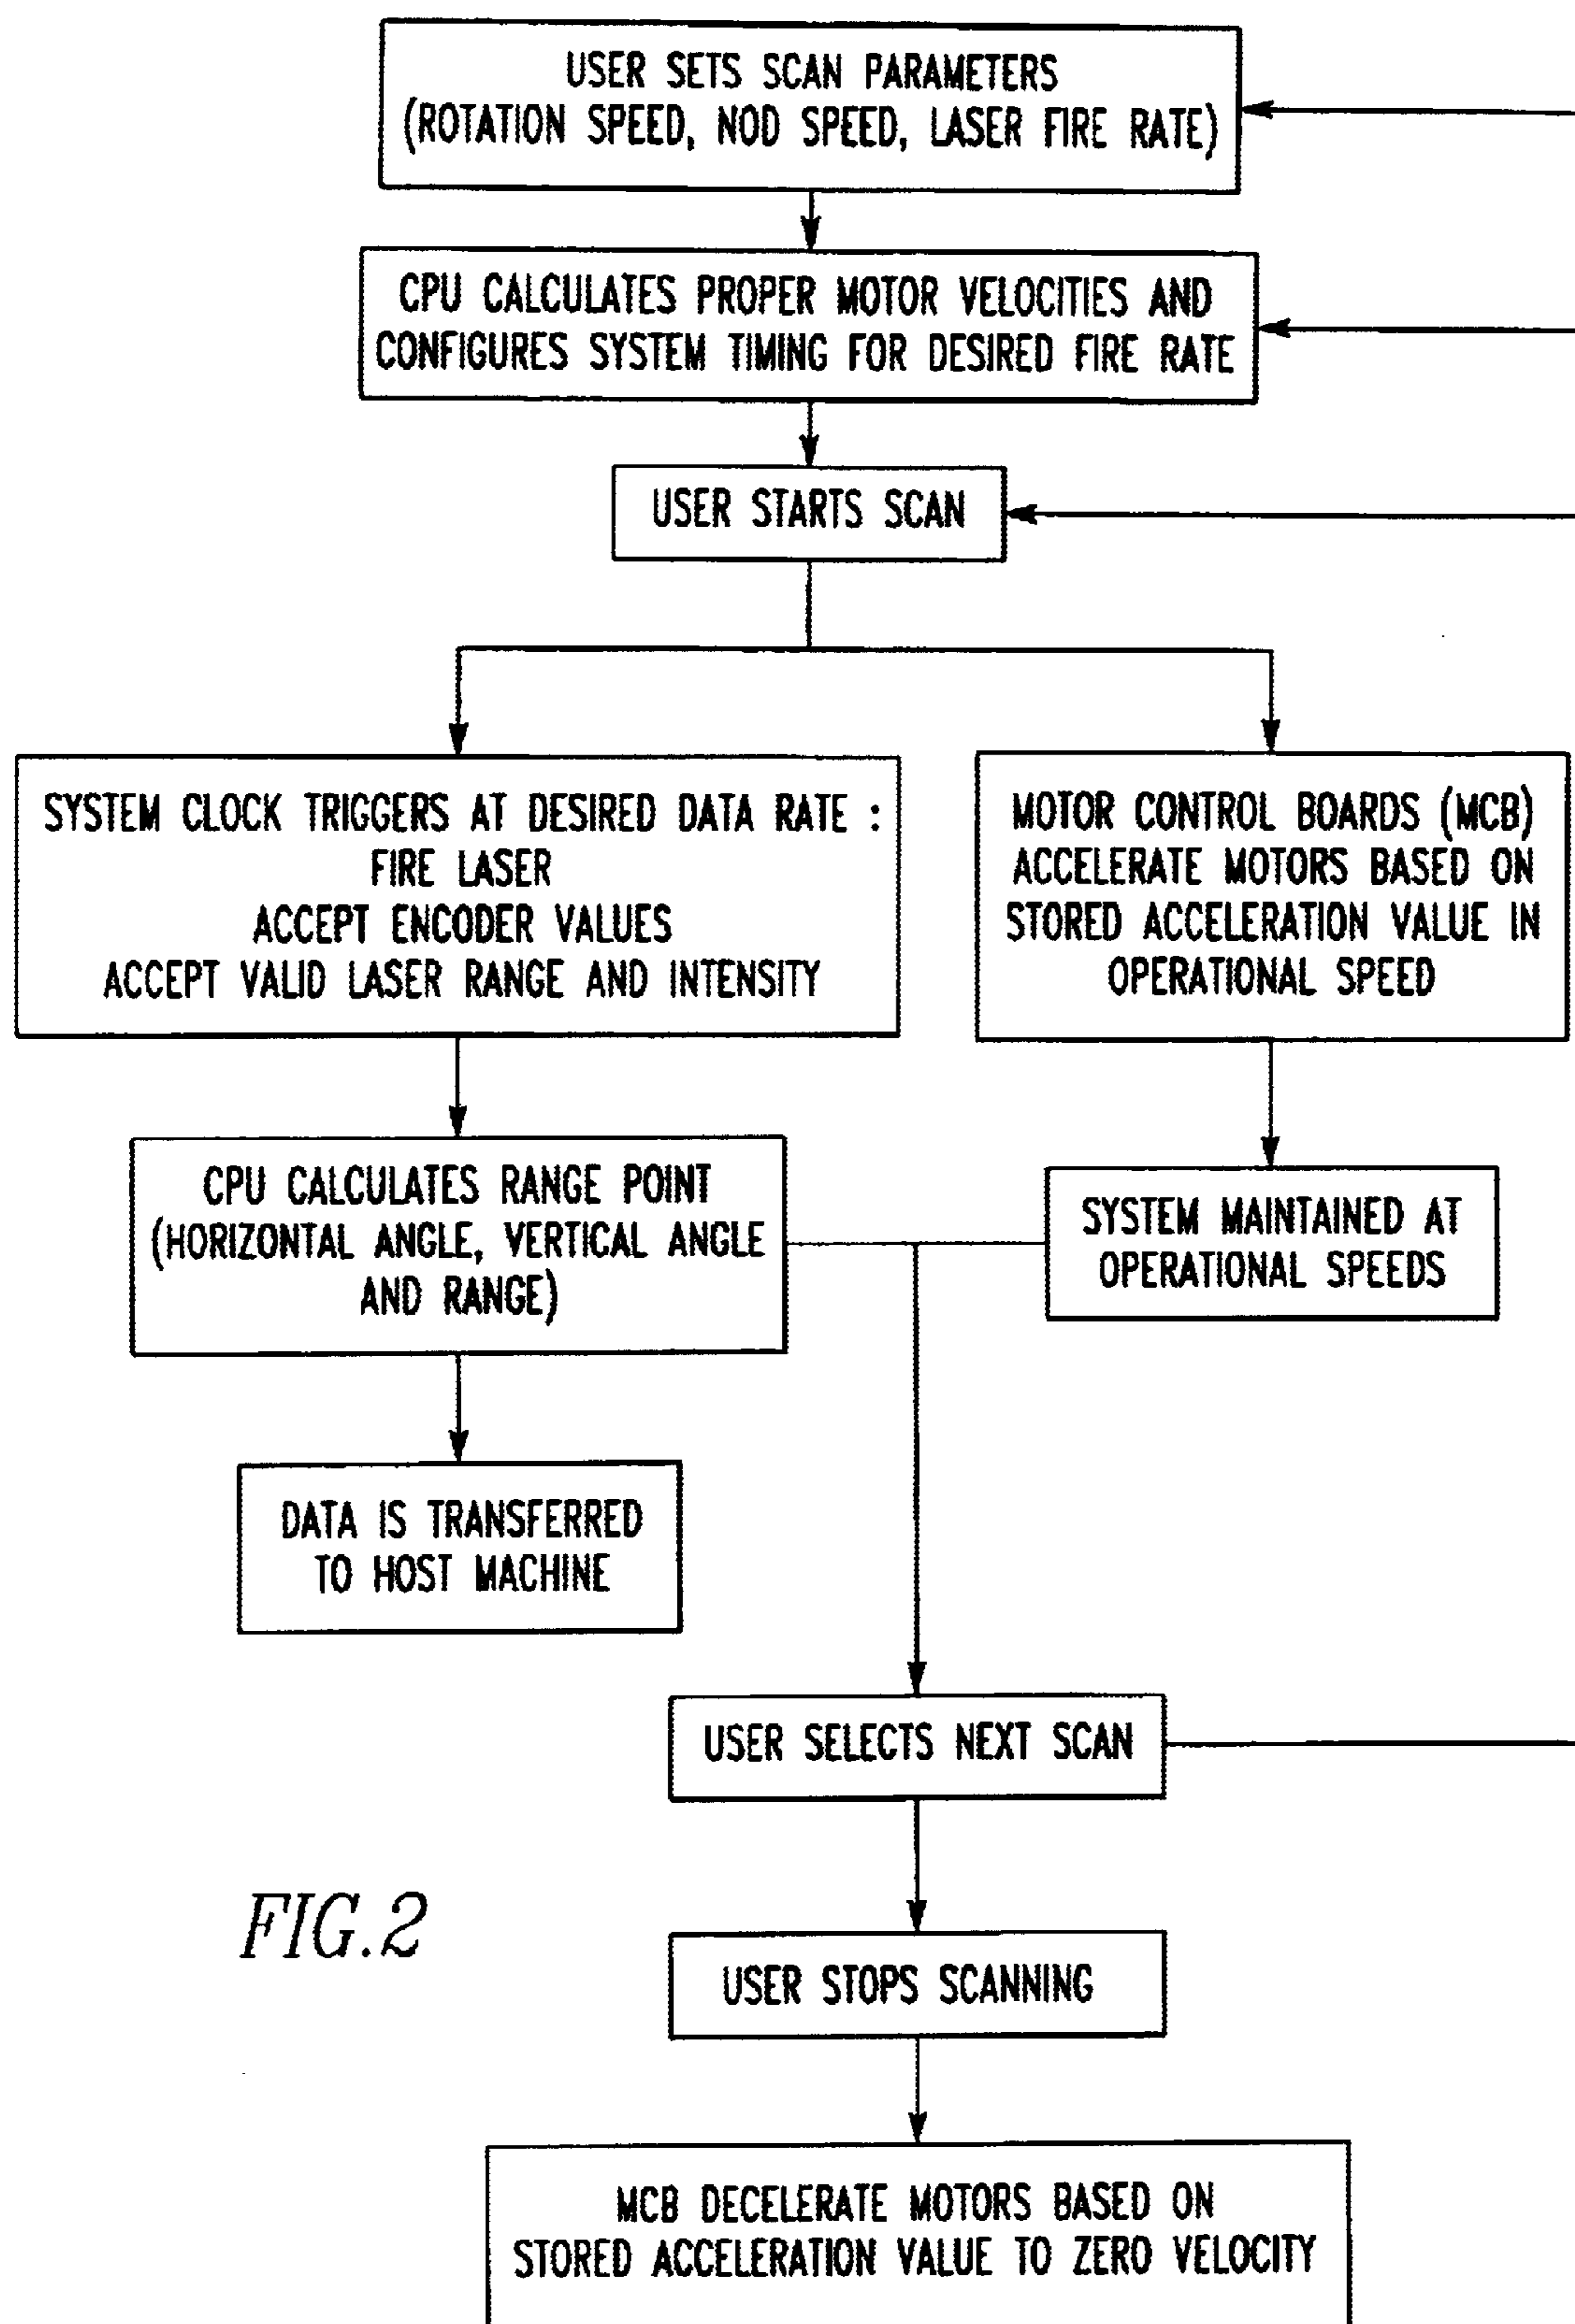 USER SETS SCAN PARAMETERS
(ROTATION SPEED, NOD SPEED, LASER FIRE RATE)
CPU CALCULATES PROPER MOTOR VELOCITIES AND
CONFIGURES SYSTEM TIMING FOR DESIRED FIRE RATE
USER STARTS SCAN
SYSTEM CLOCK TRIGGERS AT DESIRED DATA RATE :
FIRE LASER
ACCEPT ENCODER VALUES
ACCEPT VALID LASER RANGE AND INTENSITY
MOTOR CONTROL BOARDS (MCB)
ACCELERATE MOTORS BASED ON
STORED ACCELERATION VALUE IN
OPERATIONAL SPEED
CPU CALCULATES RANGE POINT
(HORIZONTAL ANGLE, VERTICAL ANGLE
AND RANGE)
SYSTEM MAINTAINED AT
OPERATIONAL SPEEDS
DATA IS TRANSFERRED
TO HOST MACHINE
USER SELECTS NEXT SCAN
FIG.2
USER STOPS SCANNING
MCB DECELERATE MOTORS BASED ON
STORED ACCELERATION VALUE TO ZERO VELOCITY